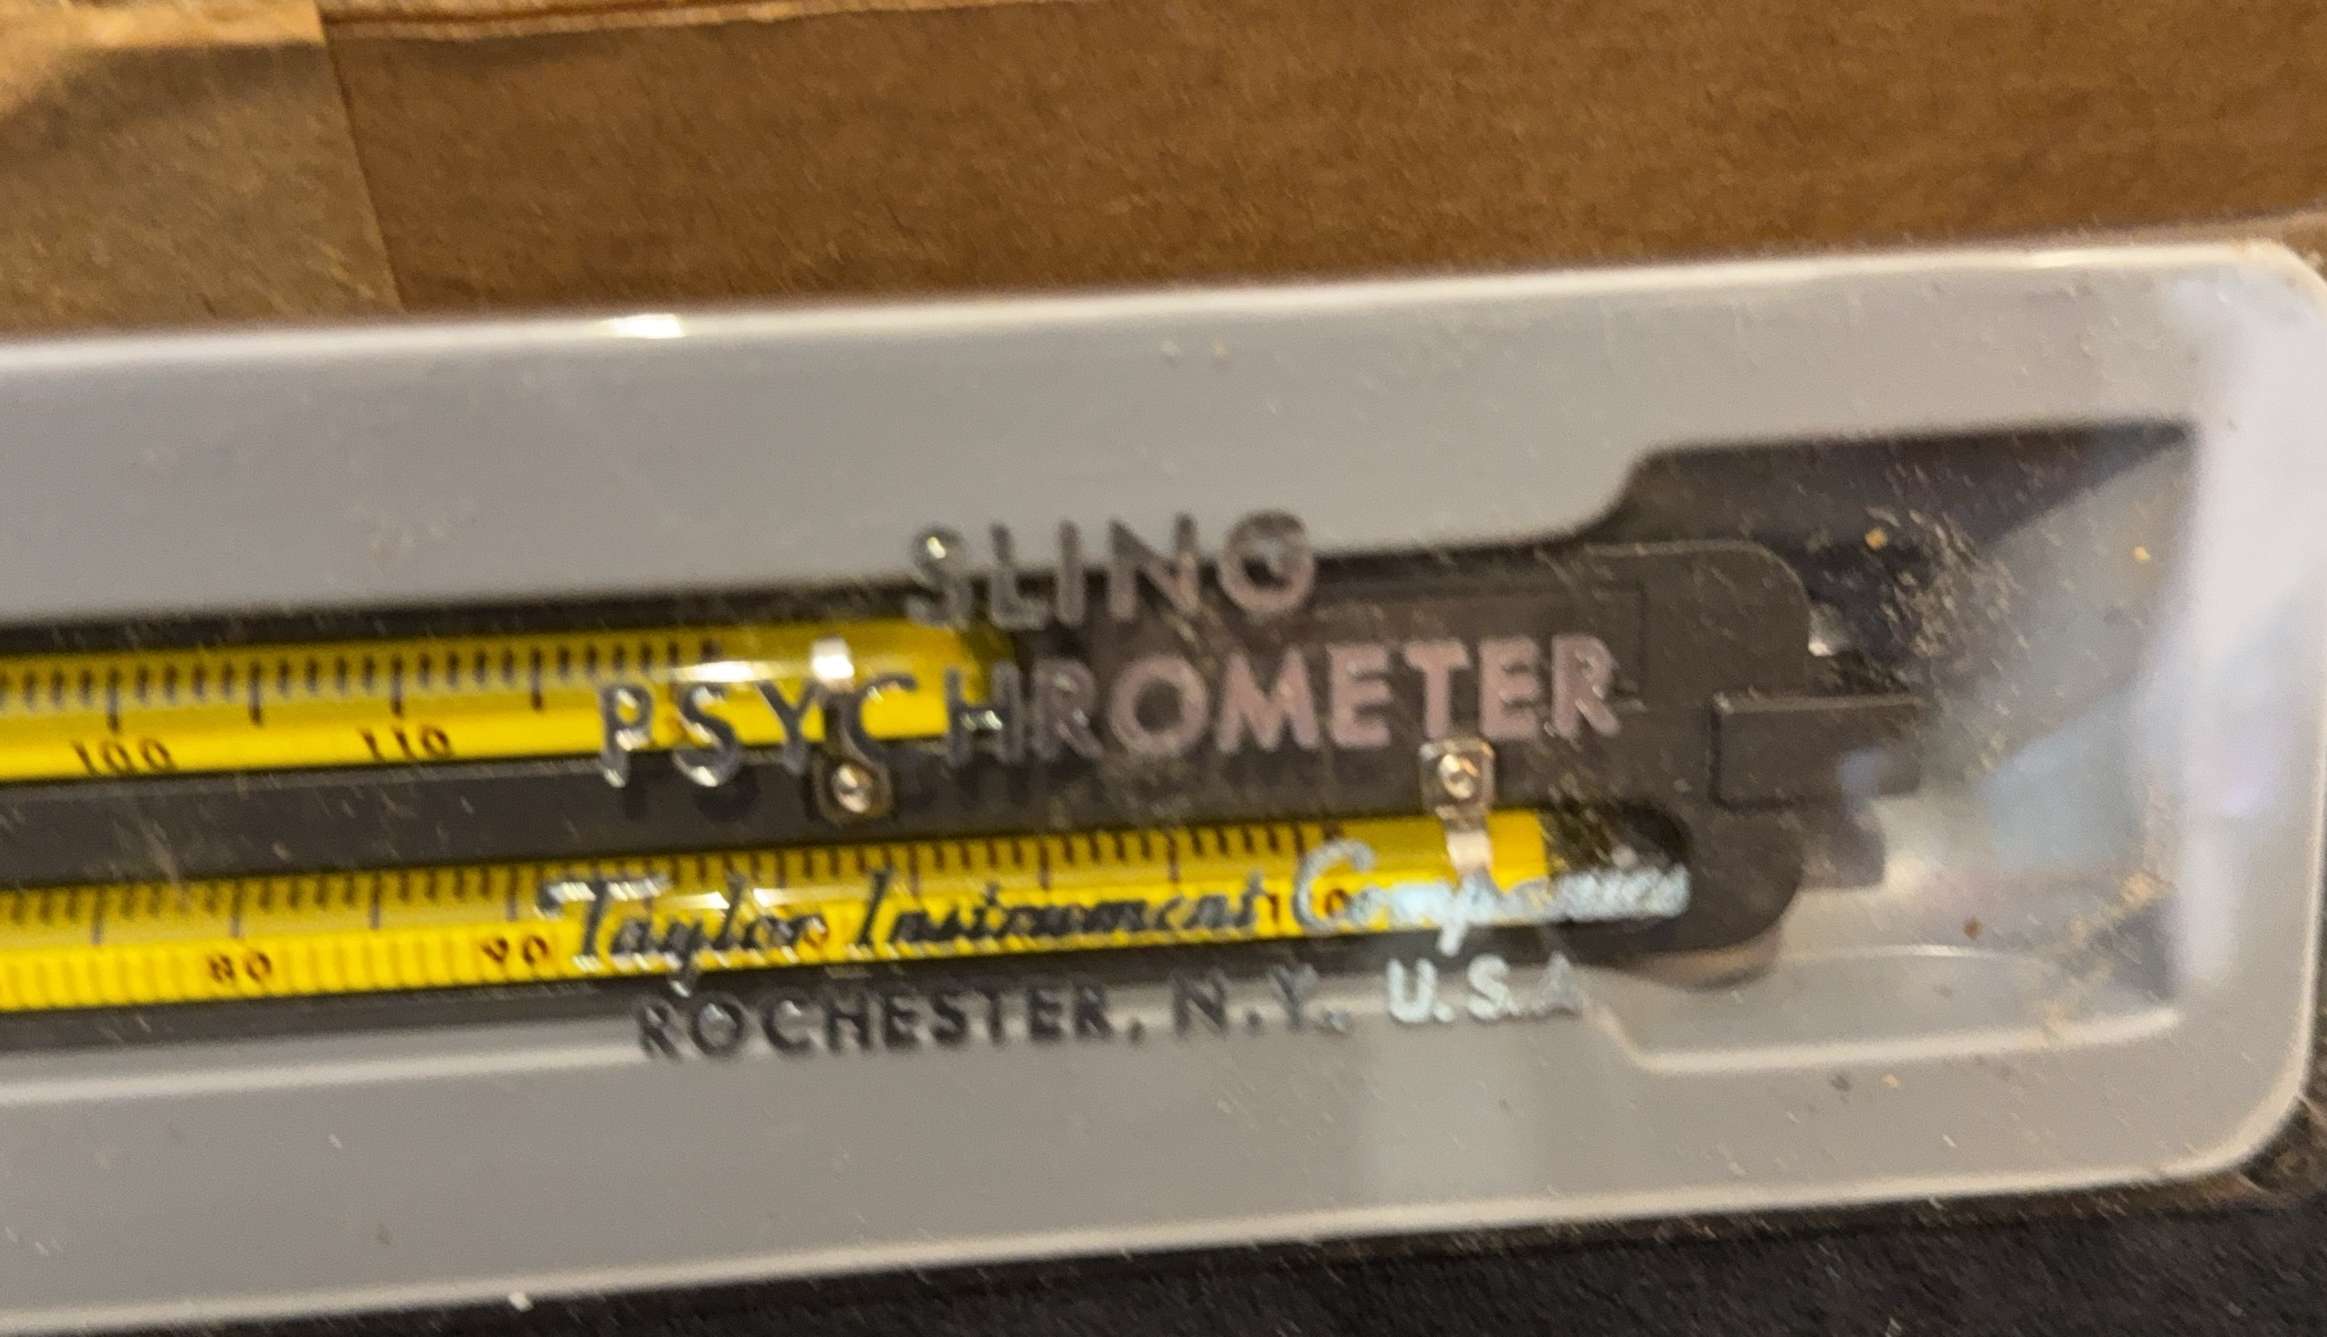 SLING
PSYCHROMETER
100 110
Taylor Instrument Companies
80 90
ROCHESTER, N.Y. U.S.A